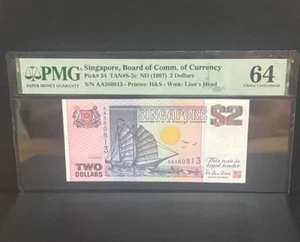 PMG
PAPER MONEY GUARANTY
Singapore, Board of Comm. of Currency
Pick# 34 TAN#S-2c ND (1997) 2 Dollars
S/N AA560813 - Printer: H&S - Wmk: Lion's Head
64
Choice Uncirculated
SINGAPORE
$2
AA560813
AA560813
TWO
DOLLARS
This note is
legal tender